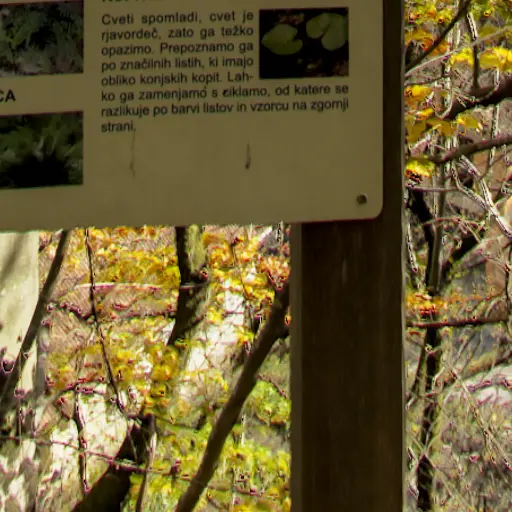 Cveti spomladi, cvet je
rjavordeč, zato ga težko
opazimo. Prepoznamo ga
po značilnih listih, ki imajo
obliko konjskih kopit. Lah-
ko ga zamenjamo s ciklamo, od katere se
razlikuje po barvi listov in vzorcu na zgornji
strani.
CA